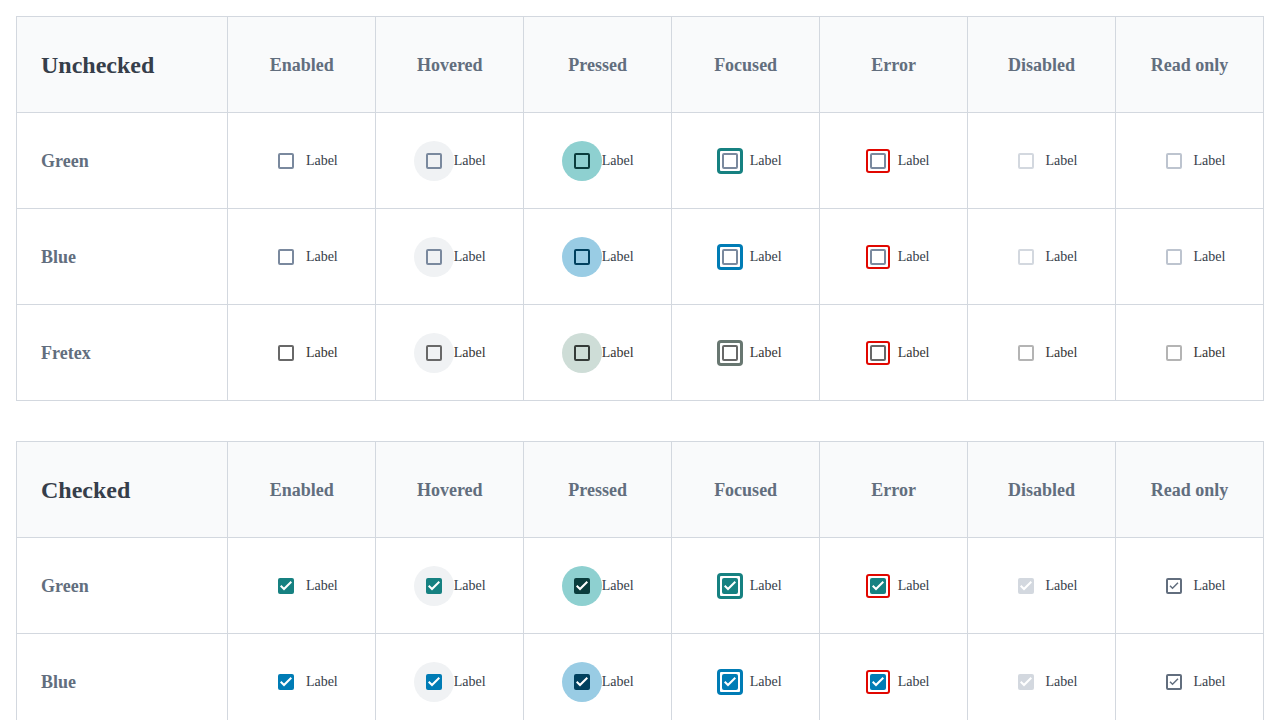 Unchecked Enabled Hovered Pressed Focused Error Disabled Read only
Green Label Label Label Label Label Label Label
Blue Label Label Label Label Label Label Label
Fretex Label Label Label Label Label Label Label
Checked Enabled Hovered Pressed Focused Error Disabled Read only
Green Label Label Label Label Label Label Label
Blue Label Label Label Label Label Label Label